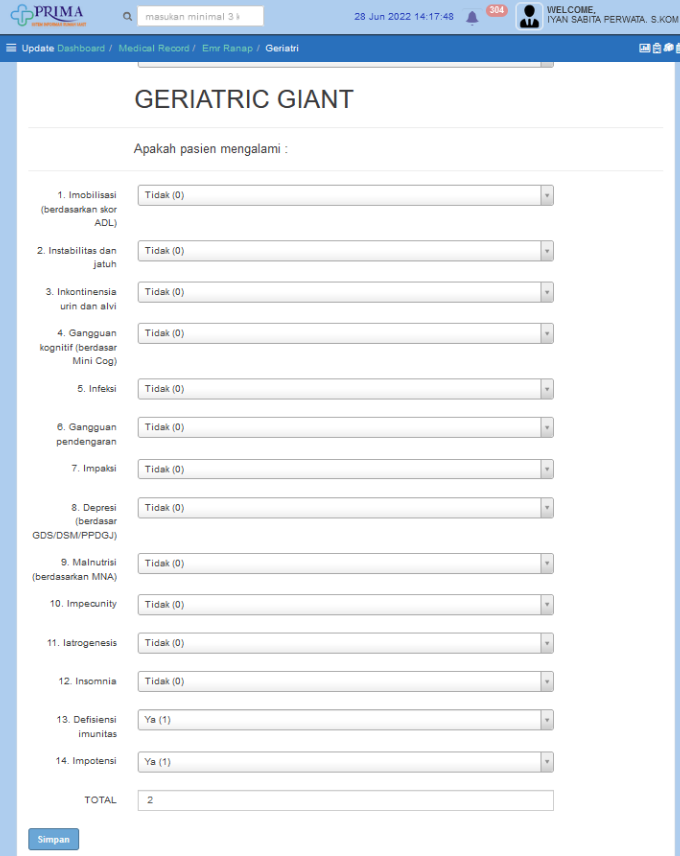 PRIMA
masukan minimal 3 k
28 Jun 2022 14:17:48
304
WELCOME,
IYAN SABITA PERWATA. S.KOM
Update Dashboard / Medical Record / Emr Ranap / Geriatri
GERIATRIC GIANT
Apakah pasien mengalami :
1. Imobilisasi
(berdasarkan skor
ADL)
Tidak (0)
2. Instabilitas dan
jatuh
Tidak (0)
3. Inkontinensia
urin dan alvi
Tidak (0)
4. Gangguan
kognitif (berdasar
Mini Cog)
Tidak (0)
5. Infeksi
Tidak (0)
6. Gangguan
pendengaran
Tidak (0)
7. Impaksi
Tidak (0)
8. Depresi
(berdasar
GDS/DSM/PPDGJ)
Tidak (0)
9. Malnutrisi
(berdasarkan MNA)
Tidak (0)
10. Impecunity
Tidak (0)
11. Iatrogenesis
Tidak (0)
12. Insomnia
Tidak (0)
13. Defisiensi
imunitas
Ya (1)
14. Impotensi
Ya (1)
TOTAL
2
Simpan